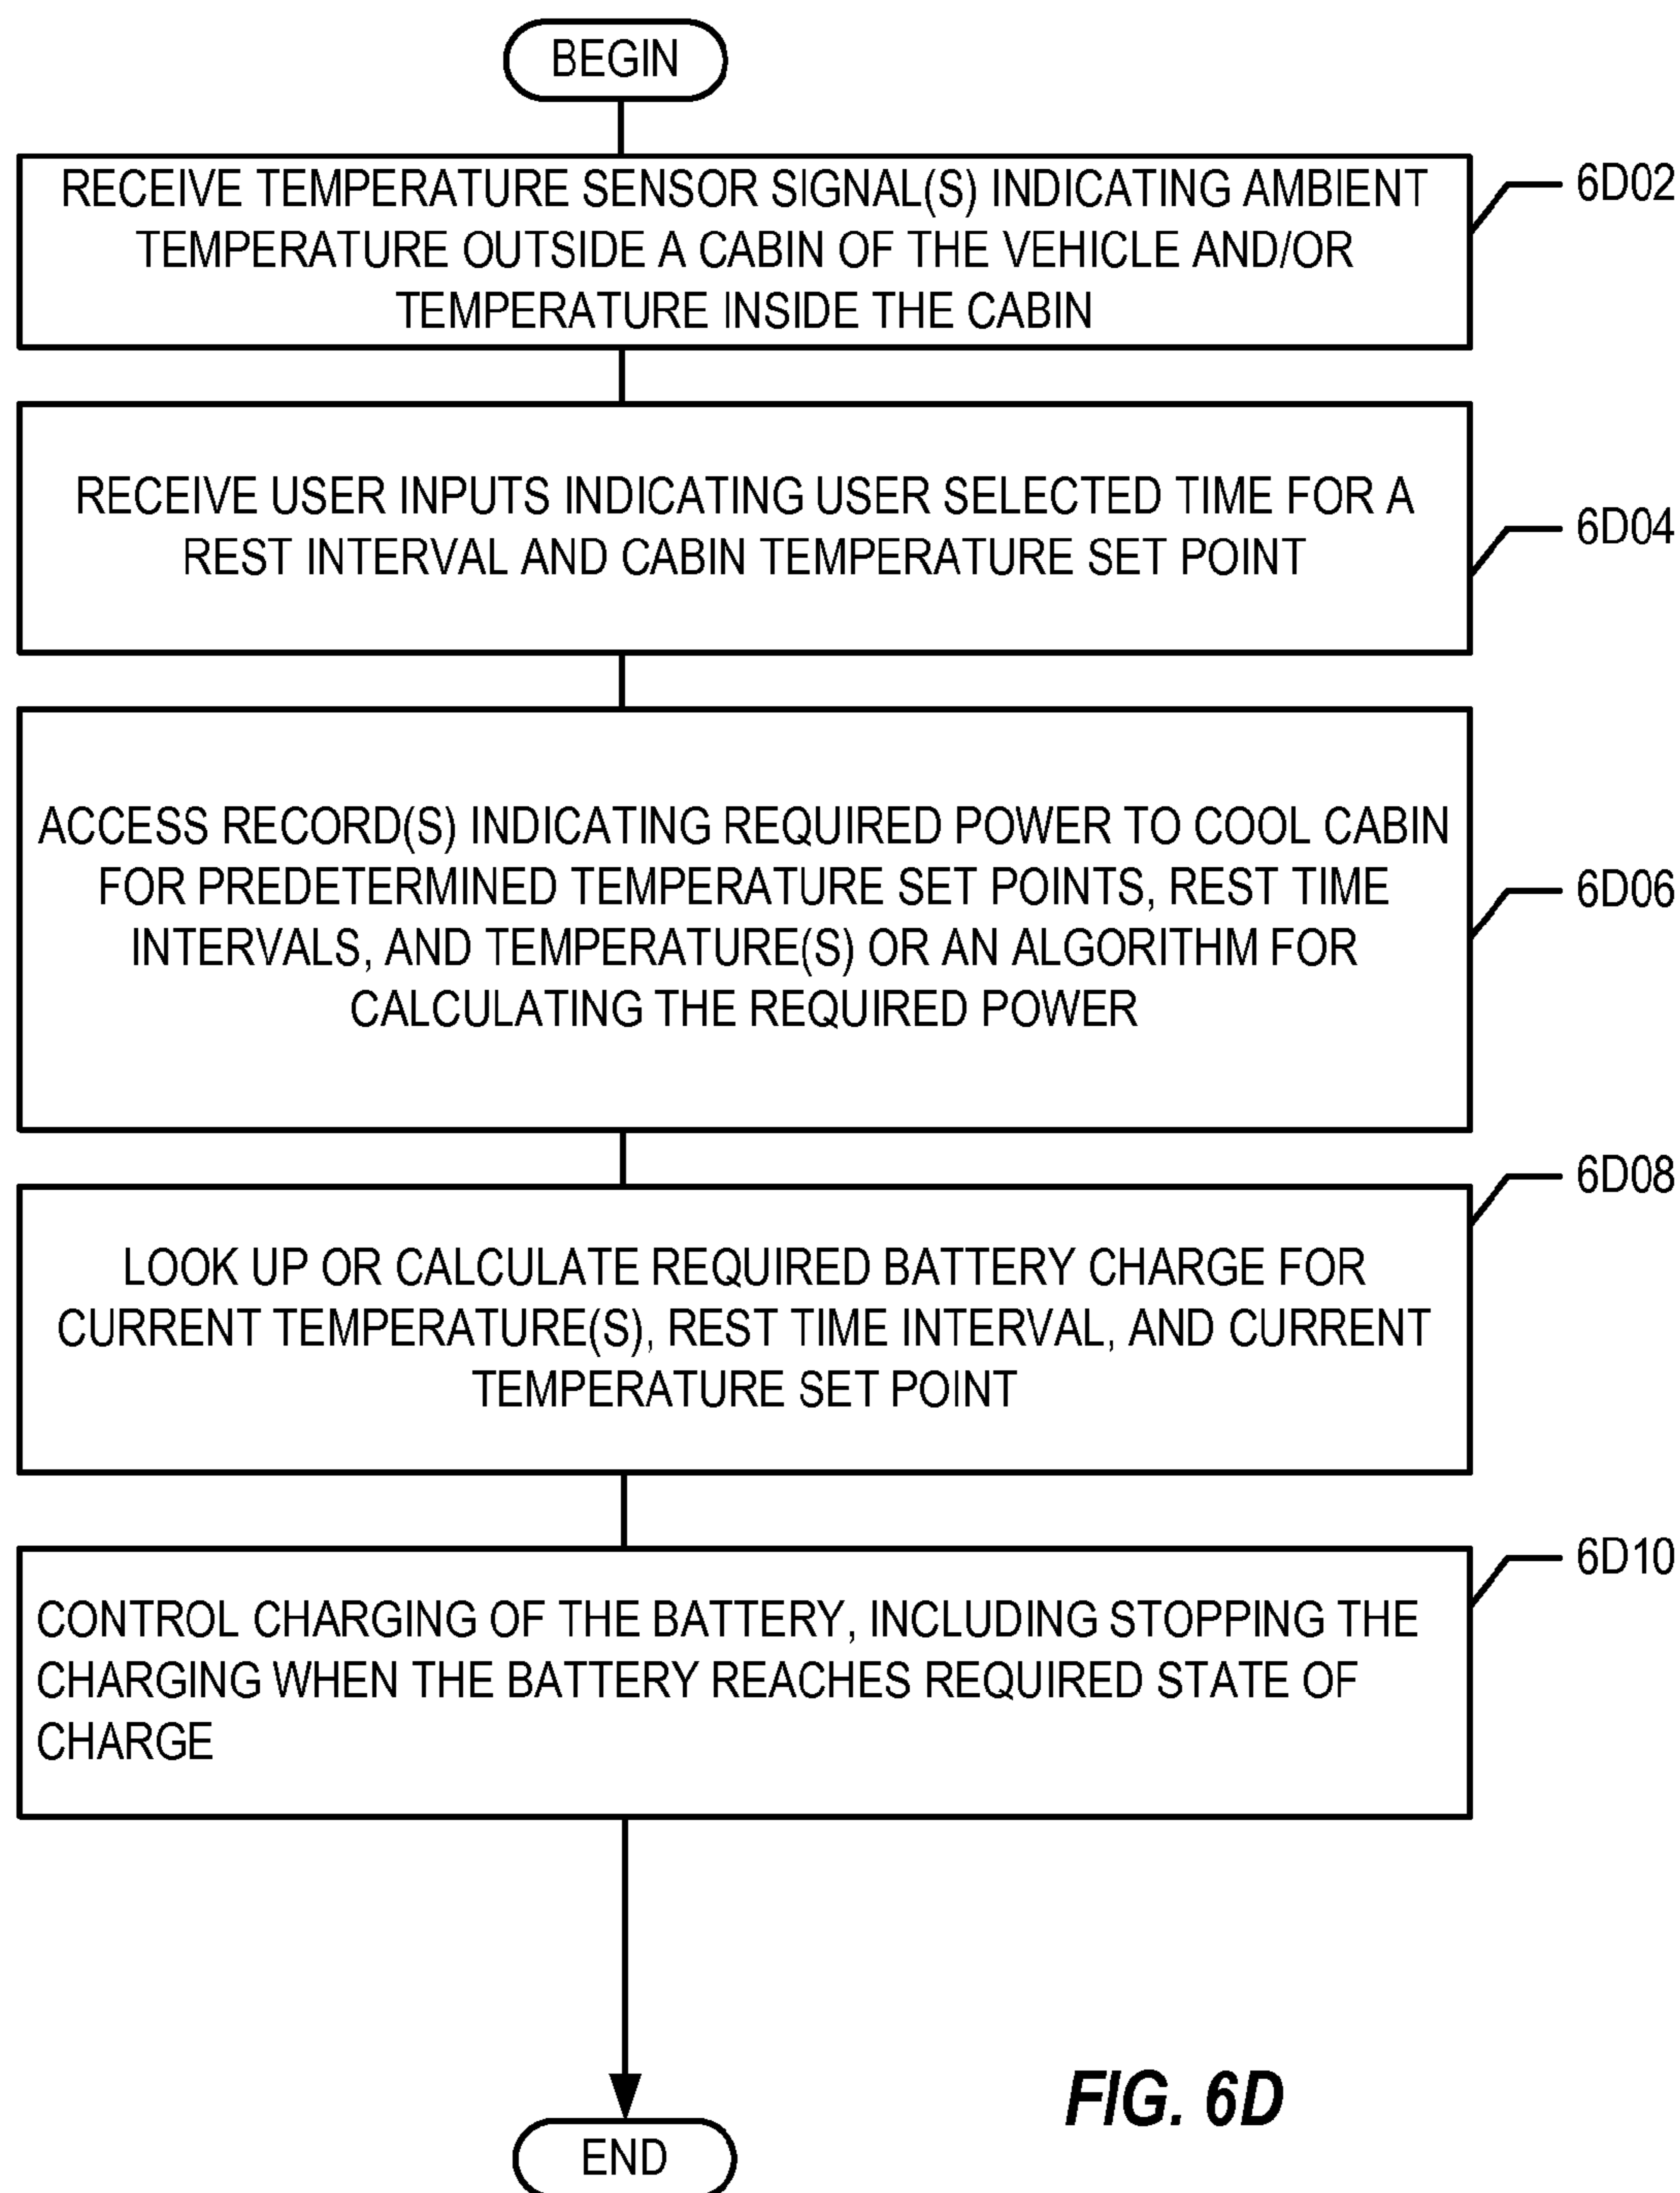 BEGIN
RECEIVE TEMPERATURE SENSOR SIGNAL(S) INDICATING AMBIENT
TEMPERATURE OUTSIDE A CABIN OF THE VEHICLE AND/OR
TEMPERATURE INSIDE THE CABIN
6D02
RECEIVE USER INPUTS INDICATING USER SELECTED TIME FOR A
REST INTERVAL AND CABIN TEMPERATURE SET POINT
6D04
ACCESS RECORD(S) INDICATING REQUIRED POWER TO COOL CABIN
FOR PREDETERMINED TEMPERATURE SET POINTS, REST TIME
INTERVALS, AND TEMPERATURE(S) OR AN ALGORITHM FOR
CALCULATING THE REQUIRED POWER
6D06
LOOK UP OR CALCULATE REQUIRED BATTERY CHARGE FOR
CURRENT TEMPERATURE(S), REST TIME INTERVAL, AND CURRENT
TEMPERATURE SET POINT
6D08
CONTROL CHARGING OF THE BATTERY, INCLUDING STOPPING THE
CHARGING WHEN THE BATTERY REACHES REQUIRED STATE OF
CHARGE
6D10
FIG. 6D
END